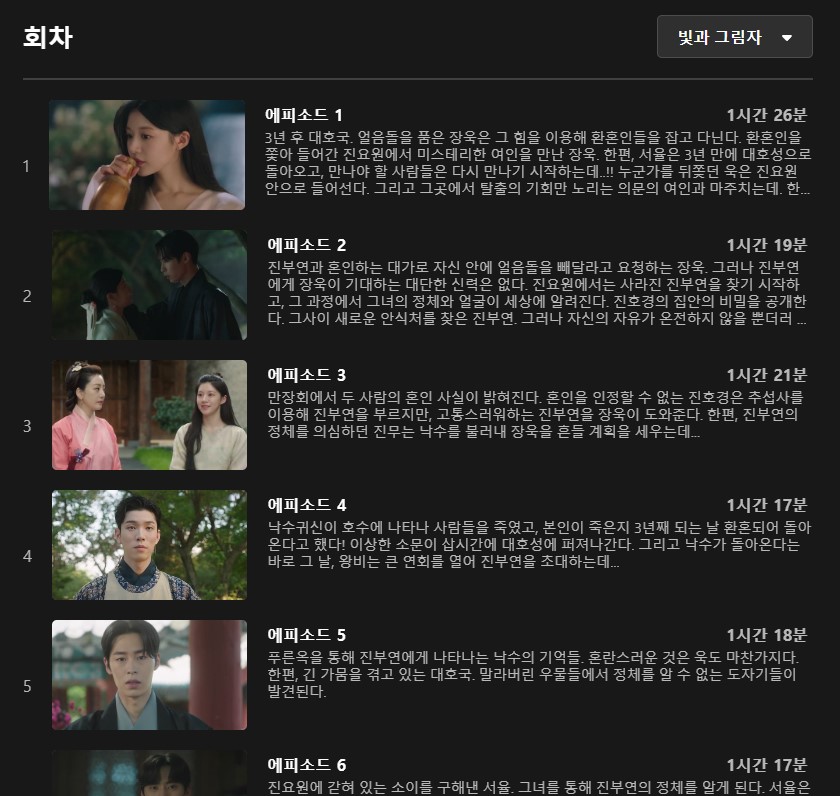 회차
빛과 그림자
1
에피소드 1
1시간 26분
3년 후 대호국. 얼음돌을 품은 장욱은 그 힘을 이용해 환혼인들을 잡고 다닌다. 환혼인을
쫓아 들어간 진요원에서 미스테리한 여인을 만난 장욱. 한편, 서율은 3년 만에 대호성으로
돌아오고, 만나야 할 사람들은 다시 만나기 시작하는데..!! 누군가를 뒤쫓던 욱은 진요원
안으로 들어선다. 그리고 그곳에서 탈출의 기회만 노리는 의문의 여인과 마주치는데. 한...
2
에피소드 2
1시간 19분
진부연과 혼인하는 대가로 자신 안에 얼음돌을 빼달라고 요청하는 장욱. 그러나 진부연
에게 장욱이 기대하는 대단한 신력은 없다. 진요원에서는 사라진 진부연을 찾기 시작하
고, 그 과정에서 그녀의 정체와 얼굴이 세상에 알려진다. 진호경의 집안의 비밀을 공개한
다. 그사이 새로운 안식처를 찾은 진부연. 그러나 자신의 자유가 온전하지 않을 뿐더러 ...
3
에피소드 3
1시간 21분
만장회에서 두 사람의 혼인 사실이 밝혀진다. 혼인을 인정할 수 없는 진호경은 추섭사를
이용해 진부연을 부르지만, 고통스러워하는 진부연을 장욱이 도와준다. 한편, 진부연의
정체를 의심하던 진무는 낙수를 불러내 장욱을 흔들 계획을 세우는데...
4
에피소드 4
1시간 17분
낙수귀신이 호수에 나타나 사람들을 죽였고, 본인이 죽은지 3년째 되는 날 환혼되어 돌아
온다고 했다! 이상한 소문이 삽시간에 대호성에 퍼져나간다. 그리고 낙수가 돌아온다는
바로 그 날, 왕비는 큰 연회를 열어 진부연을 초대하는데...
5
에피소드 5
1시간 18분
푸른옥을 통해 진부연에게 나타나는 낙수의 기억들. 혼란스러운 것은 욱도 마찬가지다.
한편, 긴 가뭄을 겪고 있는 대호국. 말라버린 우물들에서 정체를 알 수 없는 도자기들이
발견된다.
에피소드 6
1시간 17분
진요원에 갇혀 있는 소이를 구해낸 서율. 그녀를 통해 진부연의 정체를 알게 된다. 서율은